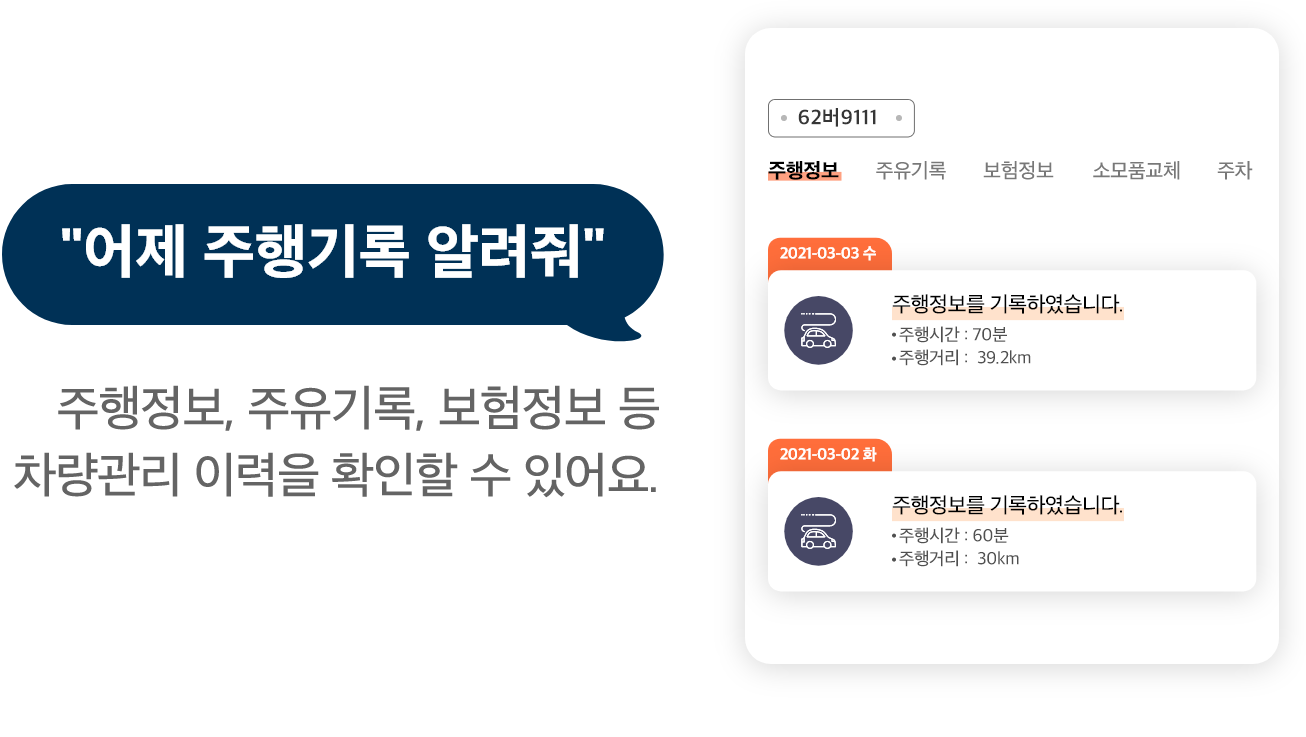 "어제 주행기록 알려줘"
주행정보, 주유기록, 보험정보 등
차량관리 이력을 확인할 수 있어요.
62버9111
주행정보 주유기록 보험정보 소모품교체 주차
2021-03-03 수
주행정보를 기록하였습니다.
• 주행시간 : 70분
• 주행거리 : 39.2km
2021-03-02 화
주행정보를 기록하였습니다.
• 주행시간 : 60분
• 주행거리 : 30km